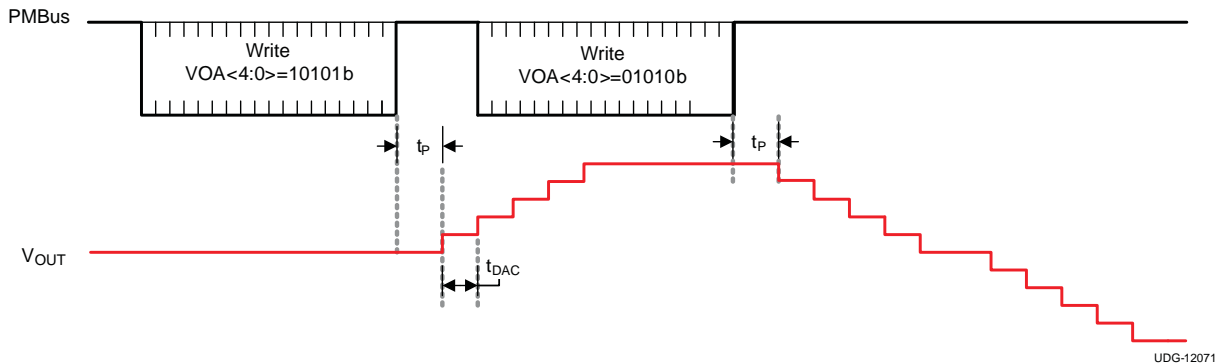 PMBus
Write
VOA<4:0>=10101b
Write
VOA<4:0>=01010b
tP
tP
VOUT
tDAC
UDG-12071